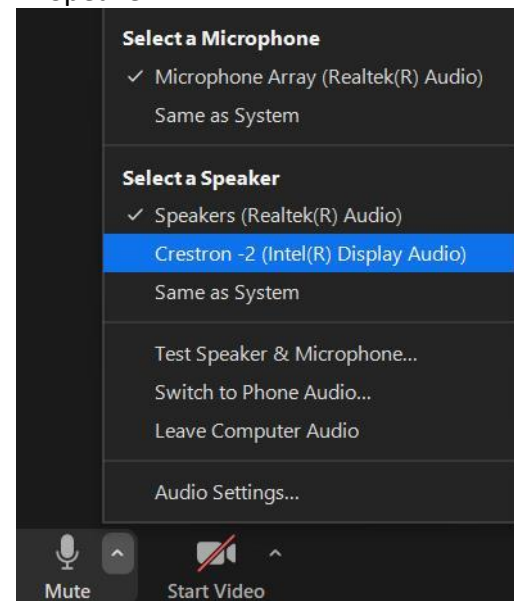 Select a Microphone
✓ Microphone Array (Realtek(R) Audio)
Same as System
Select a Speaker
✓ Speakers (Realtek(R) Audio)
Crestron -2 (Intel(R) Display Audio)
Same as System
Test Speaker & Microphone...
Switch to Phone Audio...
Leave Computer Audio
Audio Settings...
Mute
Start Video